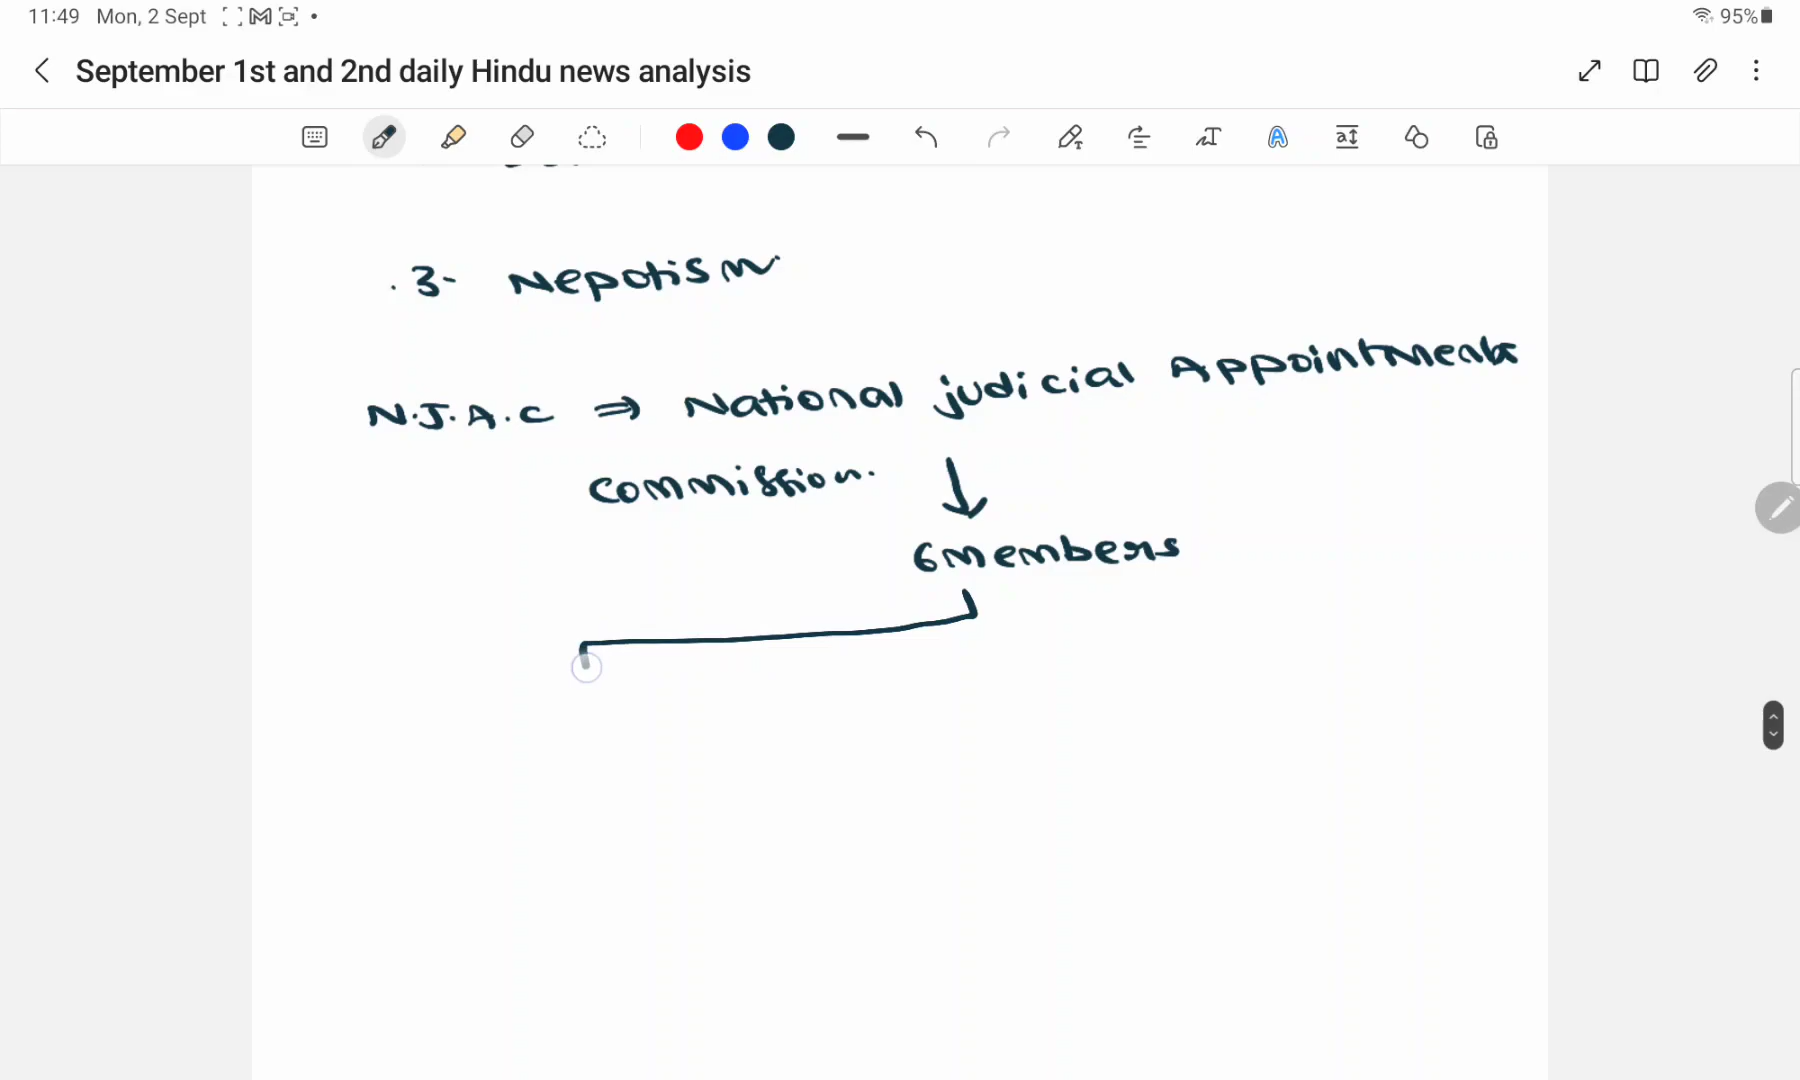 11:49 Mon, 2 Sept 95%
September 1st and 2nd daily Hindu news analysis
.3- Nepotism.
N.J.A.C ⇒ National judicial Appointments
commission. ↓
6members